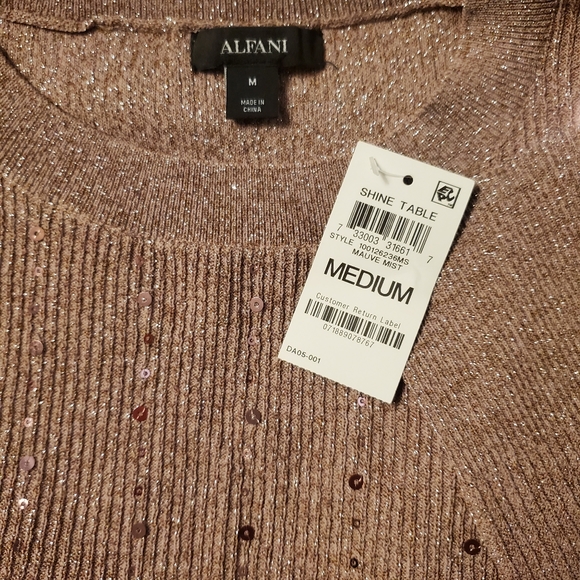 ALFANI
M
MADE IN
CHINA
SHINE TABLE
7 33003 31661 7
STYLE 100126236MS
MAUVE MIST
MEDIUM
Customer Return Label
071889078767
DA05-001